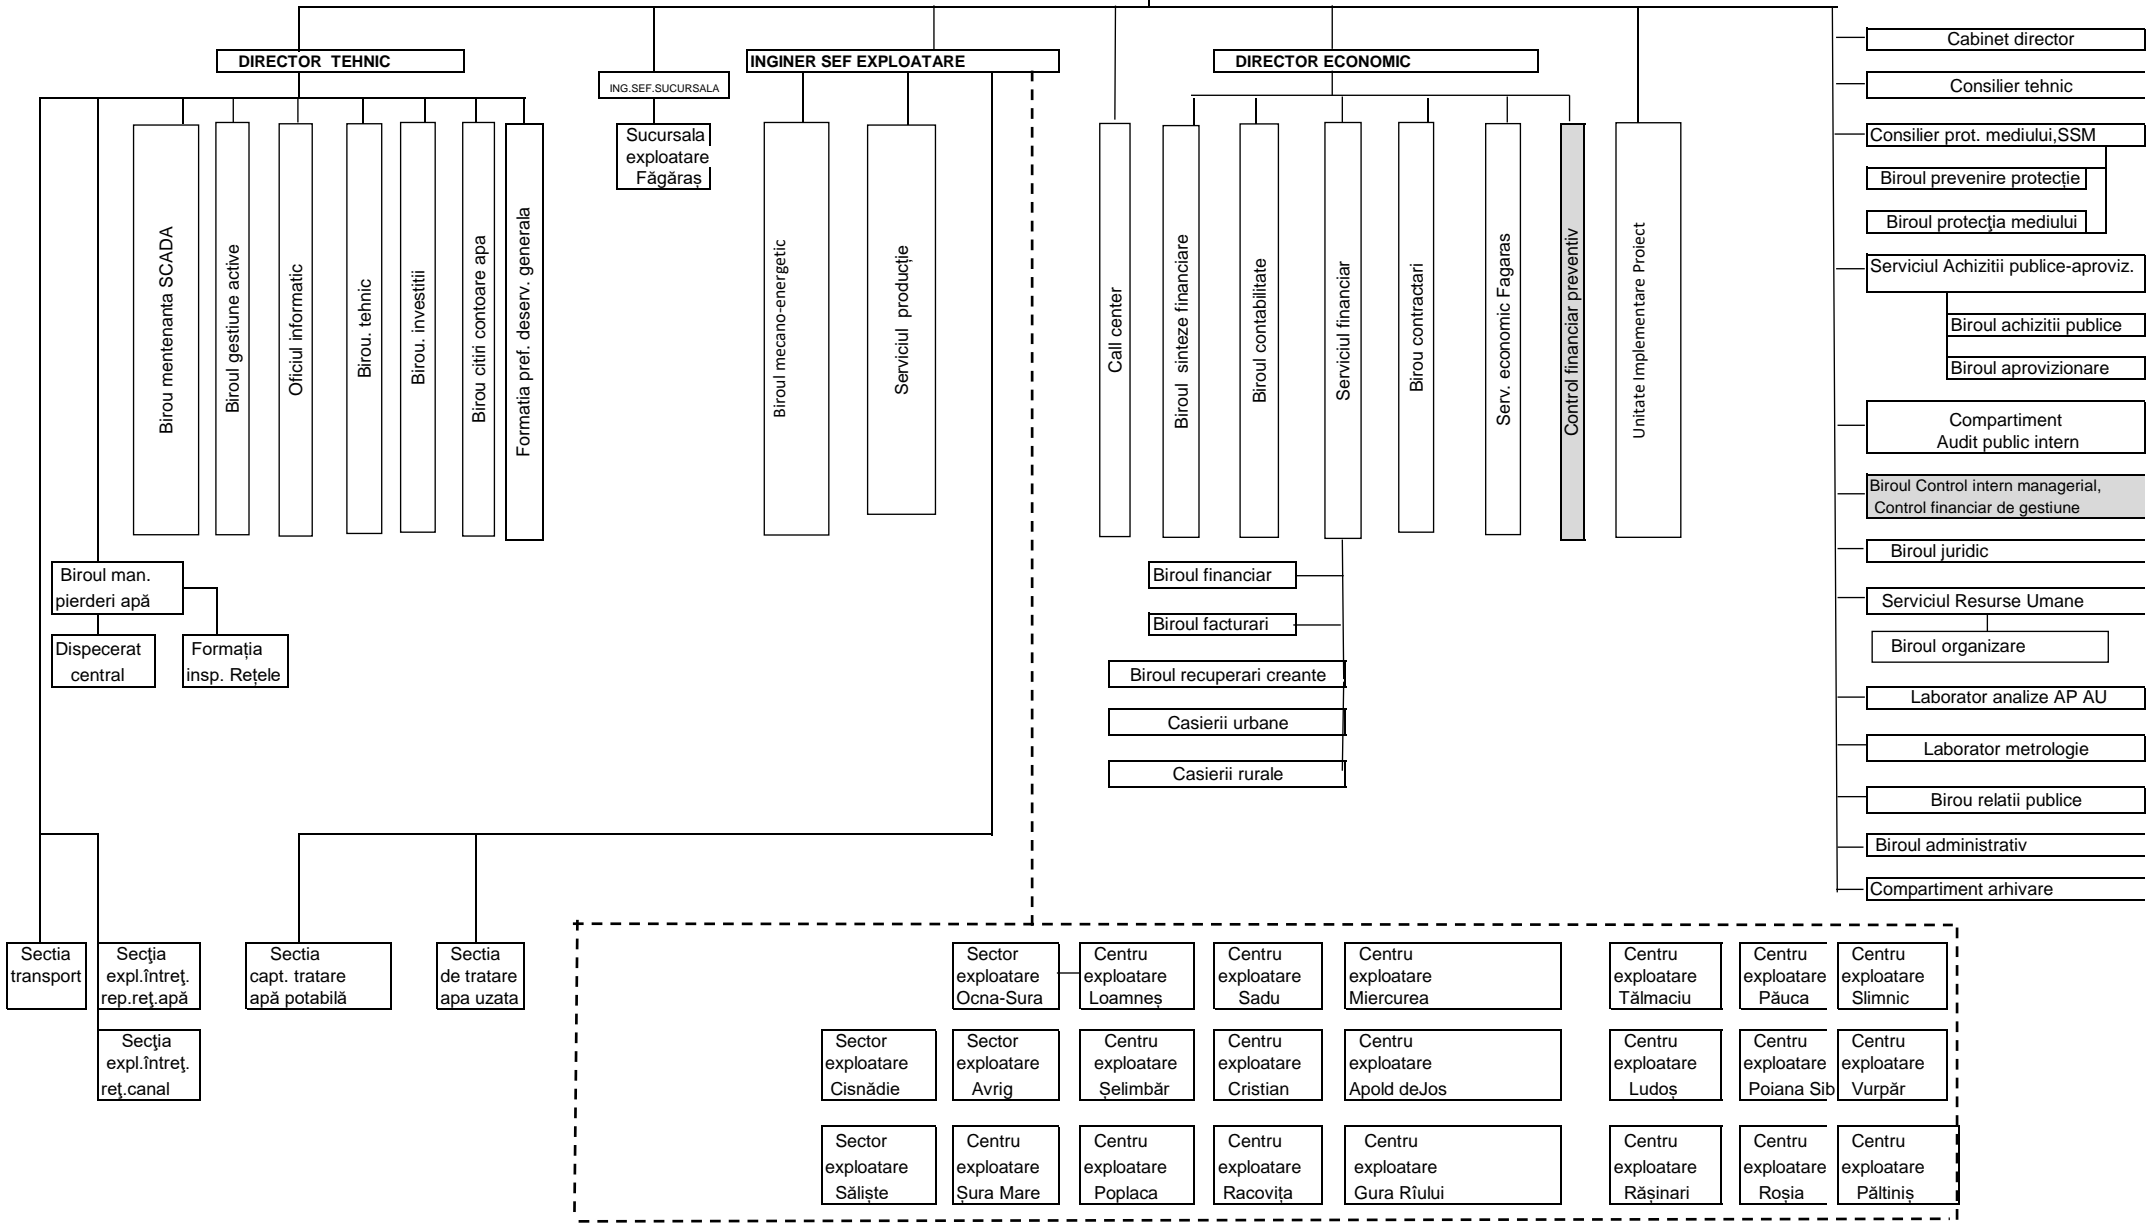 DIRECTOR TEHNIC
INGINER SEF EXPLOATARE
DIRECTOR ECONOMIC
ING.SEF.SUCURSALA
Sucursala
exploatare
Făgăraș
Birou mentenanta SCADA
Biroul gestiune active
Oficiul informatic
Birou. tehnic
Birou. investitii
Birou citiri contoare apa
Formatia pref. deserv. generala
Biroul mecano-energetic
Serviciul producție
Call center
Biroul sinteze financiare
Biroul contabilitate
Serviciul financiar
Birou contractari
Serv. economic Fagaras
Control financiar preventiv
Unitate Implementare Proiect
Biroul man.
pierderi apă
Dispecerat
central
Formația
insp. Rețele
Biroul financiar
Biroul facturari
Biroul recuperari creante
Casierii urbane
Casierii rurale
Cabinet director
Consilier tehnic
Consilier prot. mediului,SSM
Biroul prevenire protecție
Biroul protecţia mediului
Serviciul Achizitii publice-aproviz.
Biroul achizitii publice
Biroul aprovizionare
Compartiment
Audit public intern
Biroul Control intern managerial,
Control financiar de gestiune
Biroul juridic
Serviciul Resurse Umane
Biroul organizare
Laborator analize AP AU
Laborator metrologie
Birou relatii publice
Biroul administrativ
Compartiment arhivare
Sectia
transport
Secţia
expl.întreţ.
rep.reţ.apă
Secţia
expl.întreţ.
reţ.canal
Sectia
capt. tratare
apă potabilă
Sectia
de tratare
apa uzata
Sector
exploatare
Ocna-Sura
Centru
exploatare
Loamneș
Centru
exploatare
Sadu
Centru
exploatare
Miercurea
Centru
exploatare
Tălmaciu
Centru
exploatare
Păuca
Centru
exploatare
Slimnic
Sector
exploatare
Cisnădie
Sector
exploatare
Avrig
Centru
exploatare
Șelimbăr
Centru
exploatare
Cristian
Centru
exploatare
Apold deJos
Centru
exploatare
Ludoș
Centru
exploatare
Poiana Sib
Centru
exploatare
Vurpăr
Sector
exploatare
Săliște
Centru
exploatare
Șura Mare
Centru
exploatare
Poplaca
Centru
exploatare
Racovița
Centru
exploatare
Gura Rîului
Centru
exploatare
Rășinari
Centru
exploatare
Roșia
Centru
exploatare
Păltiniș